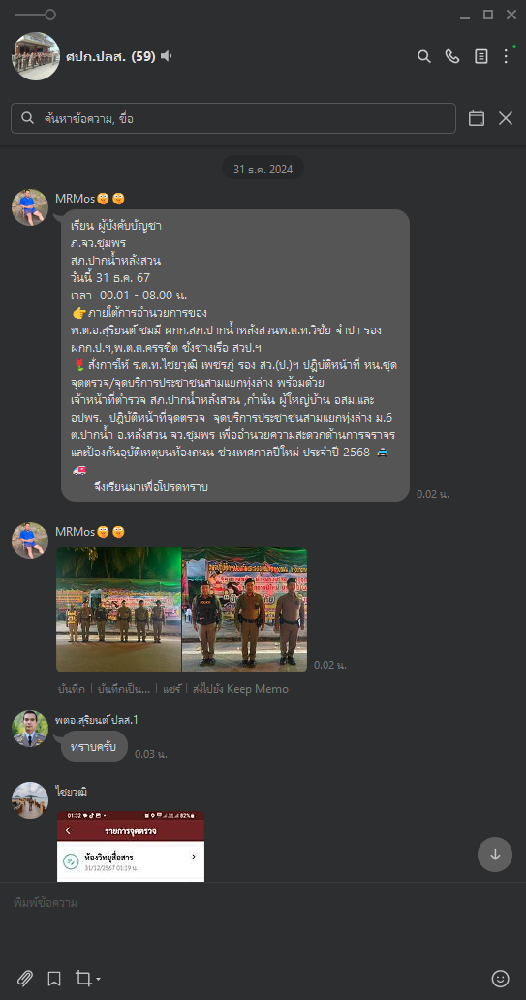 ศปก.ปลส. (59)
ค้นหาข้อความ, ชื่อ
31 ธ.ค. 2024
MRMos
เรียน ผู้บังคับบัญชา
ภ.จว.ชุมพร
สภ.ปากน้ำหลังสวน
วันนี้ 31 ธ.ค. 67
เวลา 00.01 - 08.00 น.
👉ภายใต้การอำนวยการของ
พ.ต.อ.สุริยนต์ ชมมี ผกก.สภ.ปากน้ำหลังสวนพ.ต.ท.วิชัย จำปา รอง
ผกก.ป.ฯ,พ.ต.ต.ครรชิต ช้งช่างเรือ สวป.ฯ
🌷สั่งการให้ ร.ต.ท.ไชยวุฒิ เพชรภู่ รอง สว.(ป.)ฯ ปฎิบัติหน้าที่ หน.ชุด
จุดตรวจ/จุดบริการประชาชนสามแยกทุ่งล่าง พร้อมด้วย
เจ้าหน้าที่ตำรวจ สภ.ปากน้ำหลังสวน ,กำนัน ผู้ใหญ่บ้าน อสม.และ
อปพร. ปฎิบัติหน้าที่จุดตรวจ จุดบริการประชาชนสามแยกทุ่งล่าง ม.6
ต.ปากน้ำ อ.หลังสวน จว.ชุมพร เพื่ออำนวยความสะดวกด้านการจราจร
และป้องกันอุบัติเหตุบนท้องถนน ช่วงเทศกาลปีใหม่ ประจำปี 2568 🚔
🚑
จึงเรียนมาเพื่อโปรดทราบ
0.02 น.
MRMos
0.02 น.
บันทึก | บันทึกเป็น... | แชร์ | ส่งไปยัง Keep Memo
พตอ.สุริยนต์ ปลส.1
ทราบครับ
0.03 น.
ไชยวุฒิ
01:32
82%
รายการจุดตรวจ
ห้องวิทยุสื่อสาร
31/12/2567 01:19 น.
พิมพ์ข้อความ